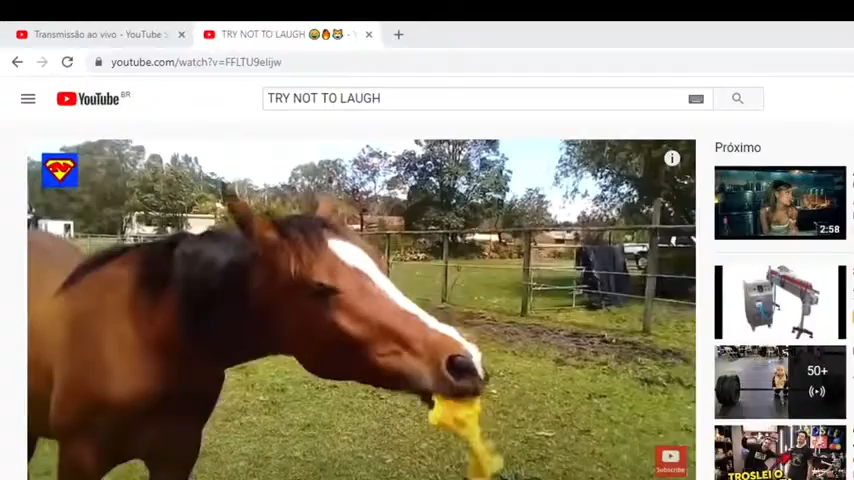 Transmissão ao vivo - YouTube S
TRY NOT TO LAUGH 😂🔥😹 - Y
youtube.com/watch?v=FFLTU9eIijw
YouTube BR
TRY NOT TO LAUGH
Próximo
N
i
2:58
50+
Subscribe
TROSLEI O